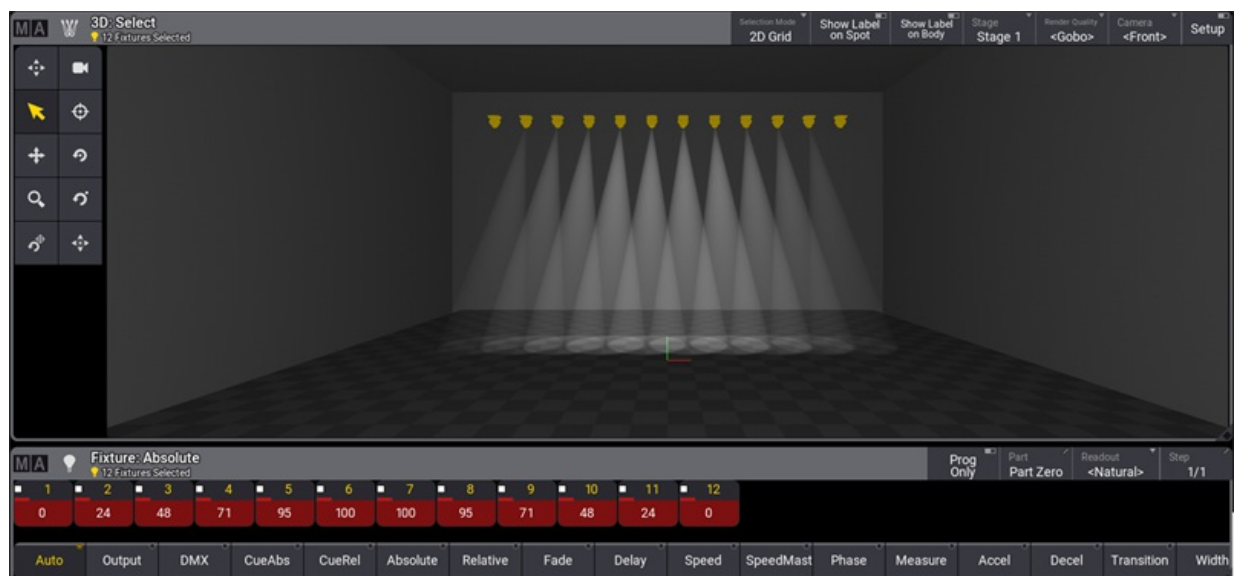 MA 3D: Select
12 Fixtures Selected
Selection Mode
2D Grid
Show Label
on Spot
Show Label
on Body
Stage
Stage 1
Render Quality
<Gobo>
Camera
<Front>
Setup
MA Fixture: Absolute
12 Fixtures Selected
Prog
Only
Part
Part Zero
Readout
<Natural>
Step
1/1
1 2 3 4 5 6 7 8 9 10 11 12
0 24 48 71 95 100 100 95 71 48 24 0
Auto Output DMX CueAbs CueRel Absolute Relative Fade Delay Speed SpeedMast Phase Measure Accel Decel Transition Width